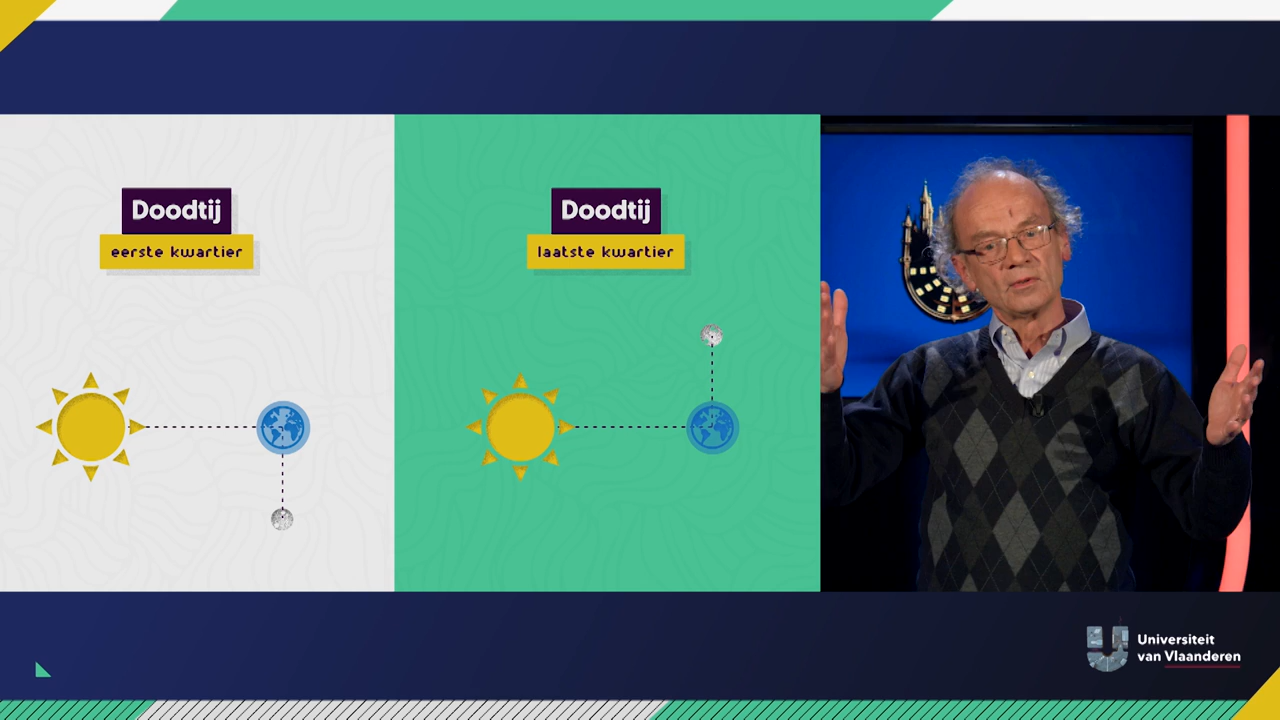 Doodtij
eerste kwartier
Doodtij
laatste kwartier
Universiteit
van Vlaanderen